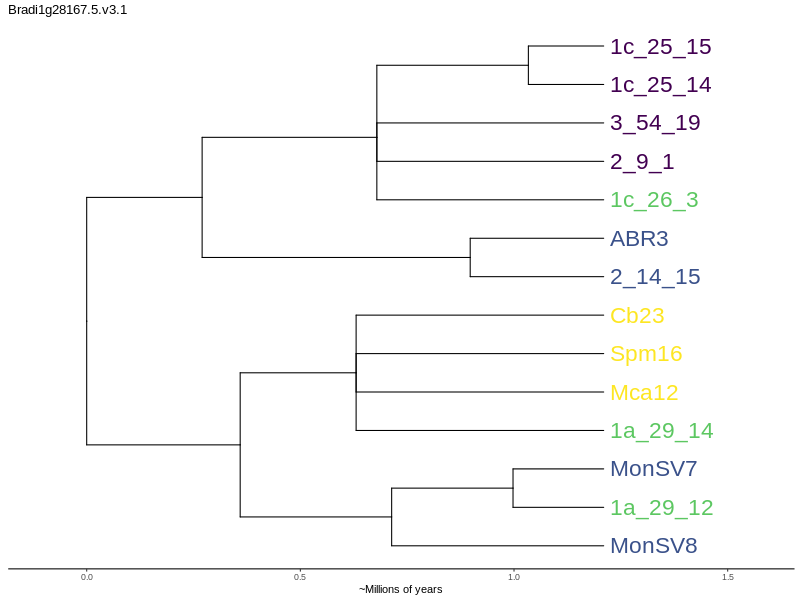 Bradi1g28167.5.v3.1
1c_25_15
1c_25_14
3_54_19
2_9_1
1c_26_3
ABR3
2_14_15
Cb23
Spm16
Mca12
1a_29_14
MonSV7
1a_29_12
MonSV8
0.0 0.5 1.0 1.5
~Millions of years